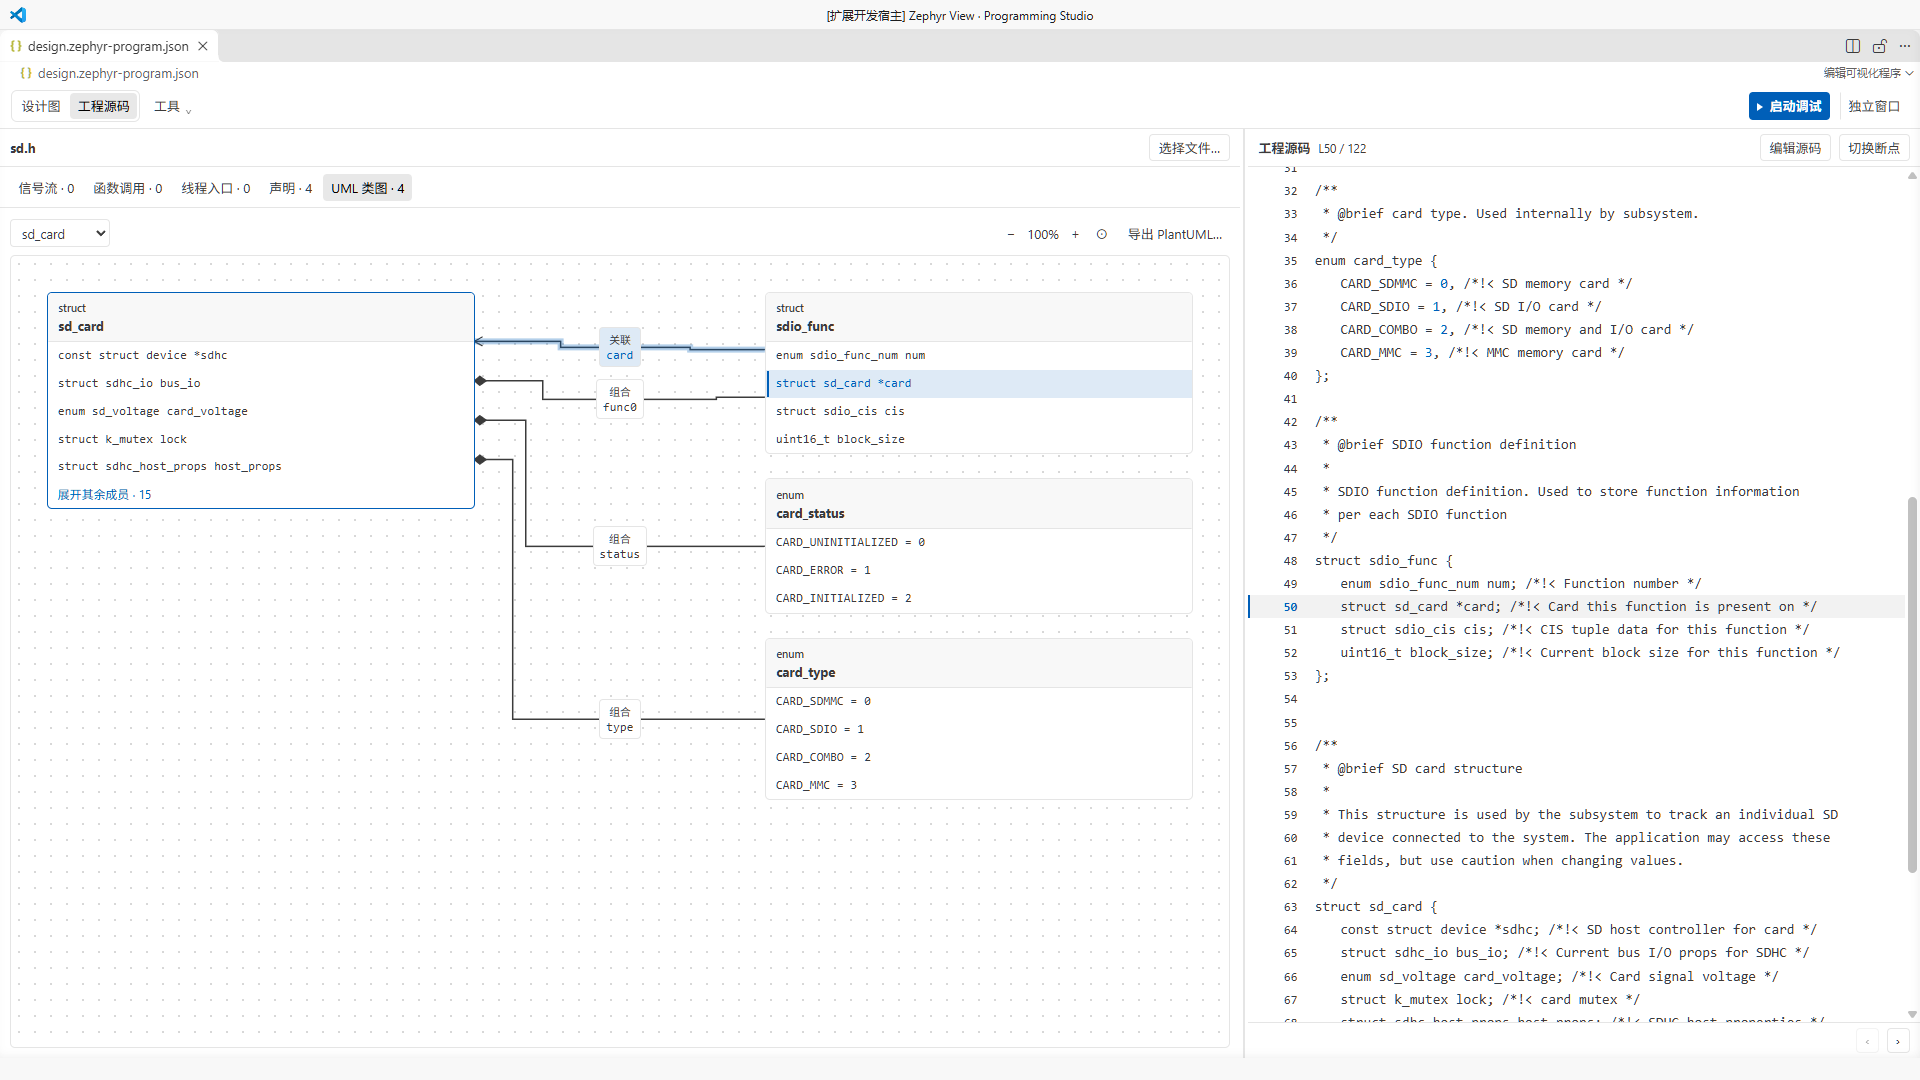 [扩展开发宿主] Zephyr View · Programming Studio
{} design.zephyr-program.json
{} design.zephyr-program.json
编辑可视化程序
设计图 工程源码 工具
启动调试 独立窗口
sd.h
选择文件...
信号流 · 0 函数调用 · 0 线程入口 · 0 声明 · 4 UML 类图 · 4
sd_card
− 100% +
导出 PlantUML...
struct
sd_card
const struct device *sdhc
struct sdhc_io bus_io
enum sd_voltage card_voltage
struct k_mutex lock
struct sdhc_host_props host_props
展开其余成员 · 15
关联
card
组合
func0
组合
status
组合
type
struct
sdio_func
enum sdio_func_num num
struct sd_card *card
struct sdio_cis cis
uint16_t block_size
enum
card_status
CARD_UNINITIALIZED = 0
CARD_ERROR = 1
CARD_INITIALIZED = 2
enum
card_type
CARD_SDMMC = 0
CARD_SDIO = 1
CARD_COMBO = 2
CARD_MMC = 3
工程源码 L50 / 122
编辑源码 切换断点
31
32 /**
33 * @brief card type. Used internally by subsystem.
34 */
35 enum card_type {
36 CARD_SDMMC = 0, /*!< SD memory card */
37 CARD_SDIO = 1, /*!< SD I/O card */
38 CARD_COMBO = 2, /*!< SD memory and I/O card */
39 CARD_MMC = 3, /*!< MMC memory card */
40 };
41
42 /**
43 * @brief SDIO function definition
44 *
45 * SDIO function definition. Used to store function information
46 * per each SDIO function
47 */
48 struct sdio_func {
49 enum sdio_func_num num; /*!< Function number */
50 struct sd_card *card; /*!< Card this function is present on */
51 struct sdio_cis cis; /*!< CIS tuple data for this function */
52 uint16_t block_size; /*!< Current block size for this function */
53 };
54
55
56 /**
57 * @brief SD card structure
58 *
59 * This structure is used by the subsystem to track an individual SD
60 * device connected to the system. The application may access these
61 * fields, but use caution when changing values.
62 */
63 struct sd_card {
64 const struct device *sdhc; /*!< SD host controller for card */
65 struct sdhc_io bus_io; /*!< Current bus I/O props for SDHC */
66 enum sd_voltage card_voltage; /*!< Card signal voltage */
67 struct k_mutex lock; /*!< card mutex */
68 struct sdhc_host_props host_props; /*!< SDHC host properties */